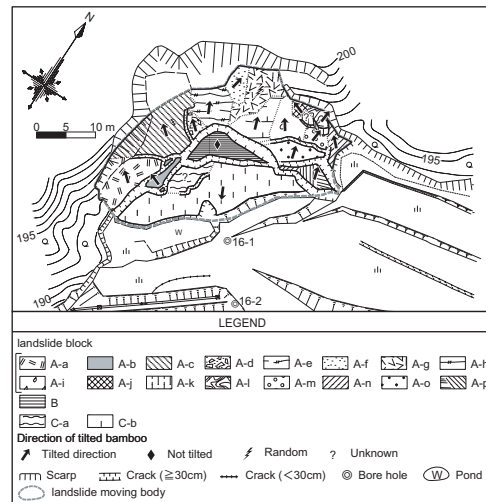 N
200
0 5 10 m
195
195
W
16-1
190
16-2
LEGEND
landslide block
A-a A-b A-c A-d A-e A-f A-g A-h
A-i A-j A-k A-l A-m A-n A-o A-p
B
C-a C-b
Direction of tilted bamboo
Tilted direction Not tilted Random ? Unknown
Scarp Crack (≧30cm) Crack (<30cm) Bore hole W Pond
landslide moving body